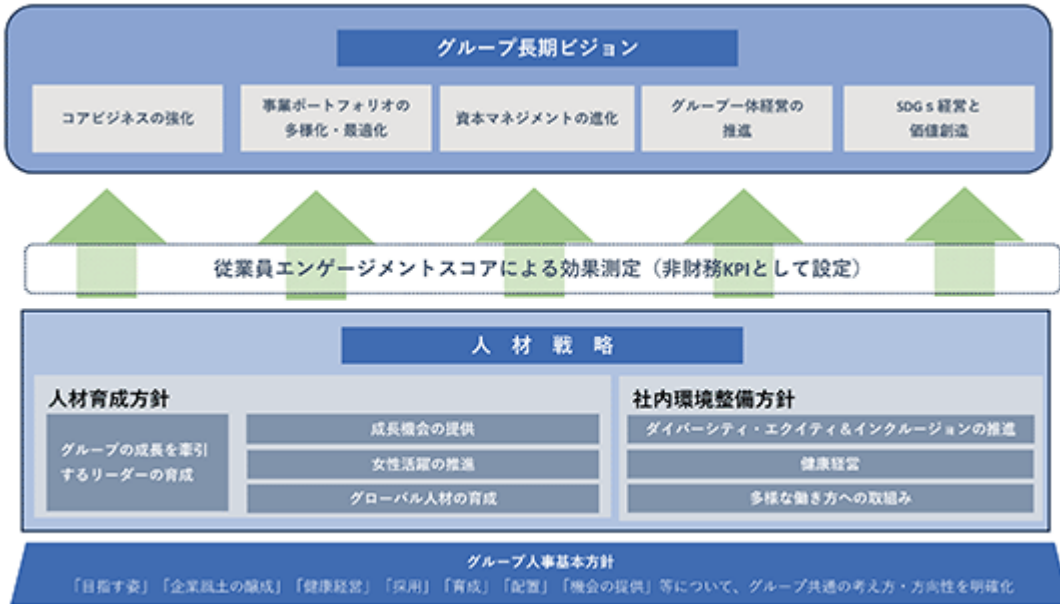 グループ長期ビジョン
コアビジネスの強化
事業ポートフォリオの
多様化・最適化
資本マネジメントの進化
グループ一体経営の
推進
SDGs経営と
価値創造
従業員エンゲージメントスコアによる効果測定（非財務KPIとして設定）
人材戦略
人材育成方針
グループの成長を牽引
するリーダーの育成
成長機会の提供
女性活躍の推進
グローバル人材の育成
社内環境整備方針
ダイバーシティ・エクイティ＆インクルージョンの推進
健康経営
多様な働き方への取組み
グループ人事基本方針
「目指す姿」「企業風土の醸成」「健康経営」「採用」「育成」「配置」「機会の提供」等について、グループ共通の考え方・方向性を明確化